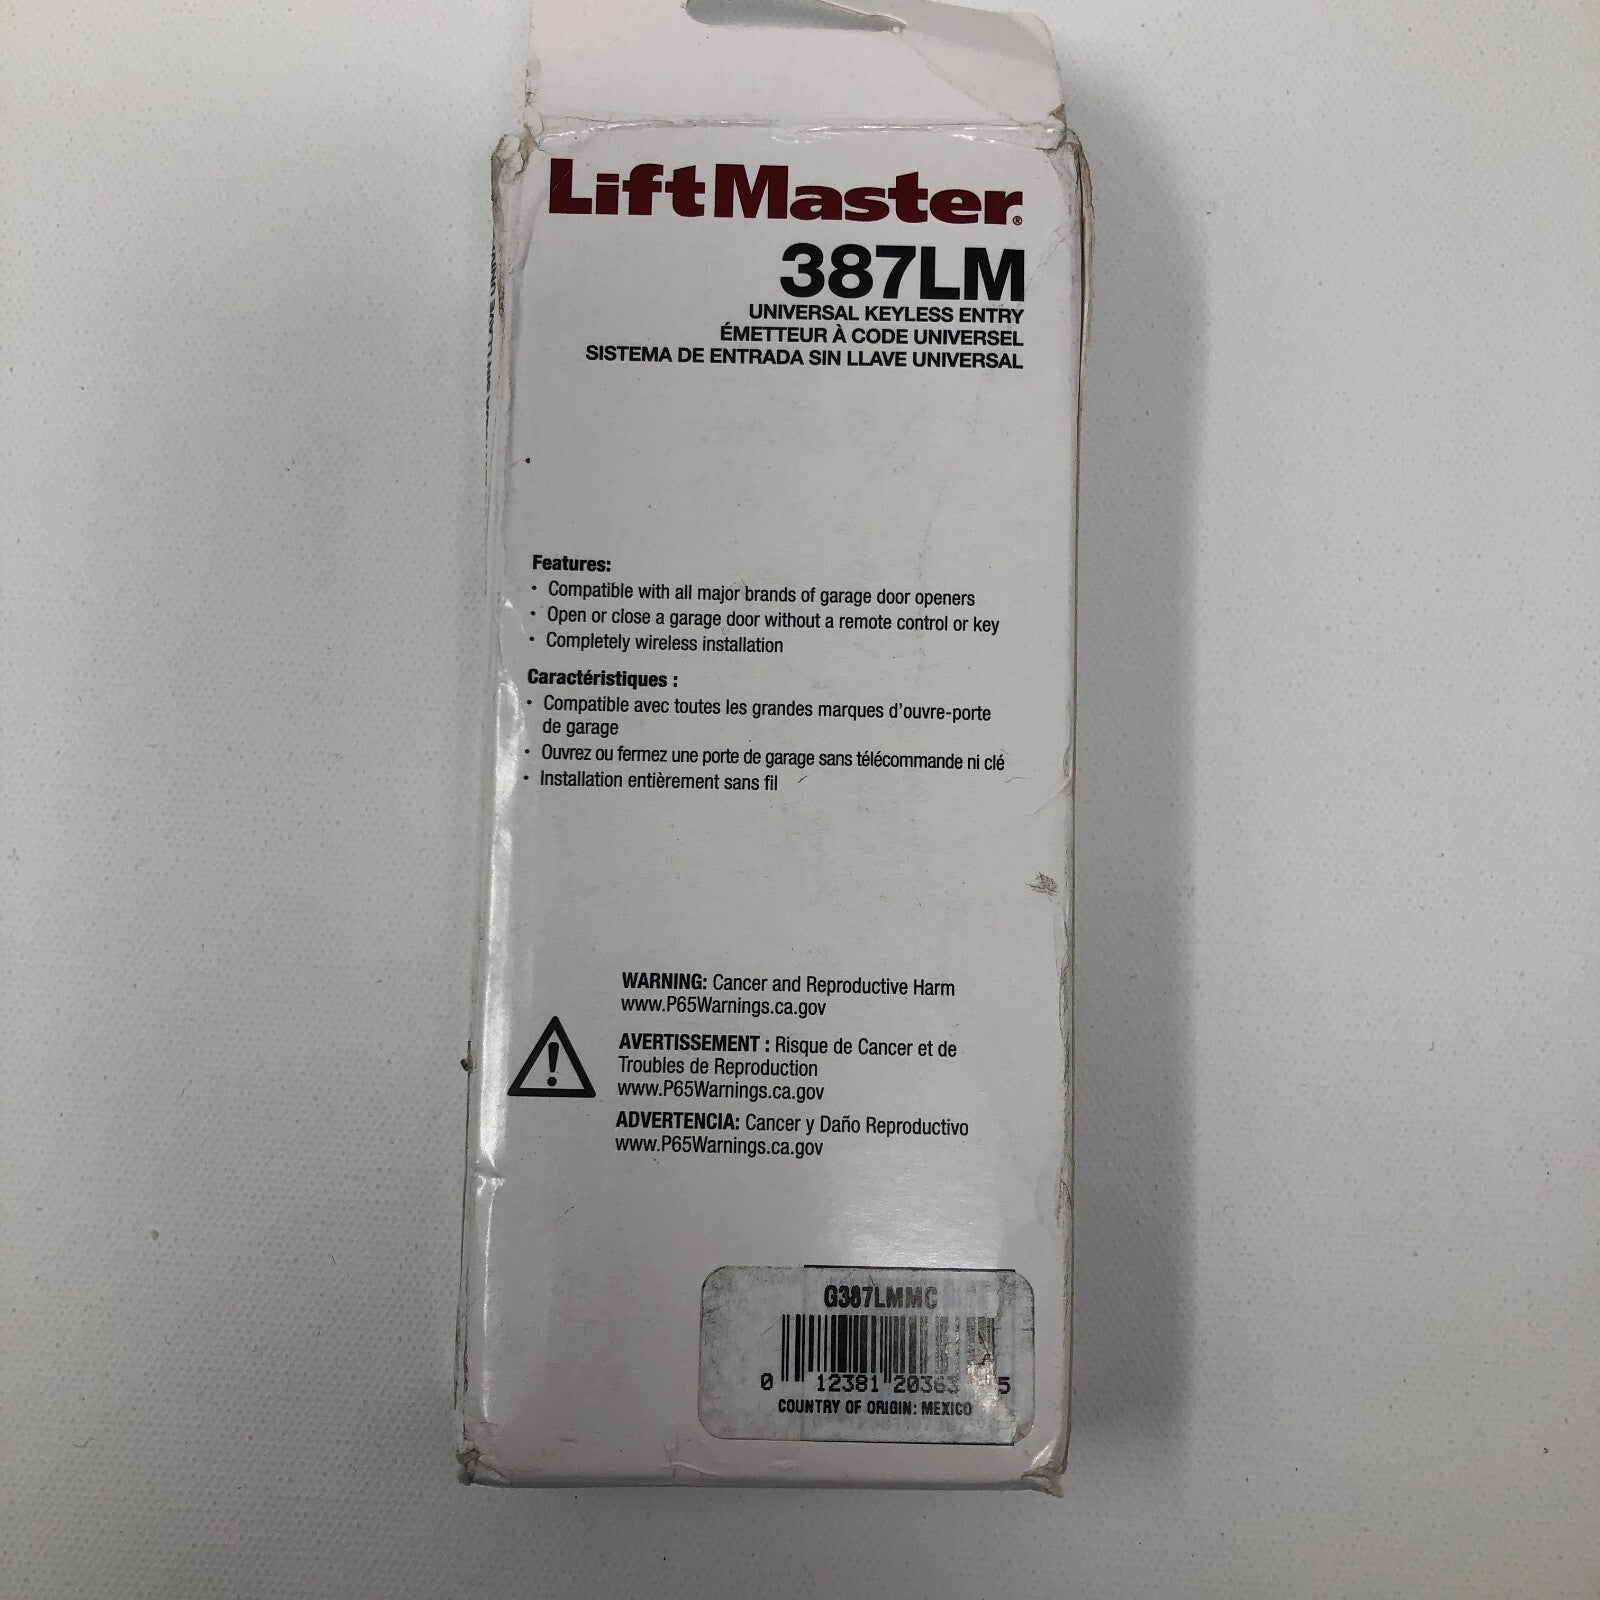 LiftMaster®
387LM
UNIVERSAL KEYLESS ENTRY
ÉMETTEUR À CODE UNIVERSEL
SISTEMA DE ENTRADA SIN LLAVE UNIVERSAL
Features:
• Compatible with all major brands of garage door openers
• Open or close a garage door without a remote control or key
• Completely wireless installation
Caractéristiques :
• Compatible avec toutes les grandes marques d'ouvre-porte
de garage
• Ouvrez ou fermez une porte de garage sans télécommande ni clé
• Installation entièrement sans fil
WARNING: Cancer and Reproductive Harm
www.P65Warnings.ca.gov
AVERTISSEMENT : Risque de Cancer et de
Troubles de Reproduction
www.P65Warnings.ca.gov
ADVERTENCIA: Cancer y Daño Reproductivo
www.P65Warnings.ca.gov
G387LMMC
0 12381 20363 5
COUNTRY OF ORIGIN: MEXICO